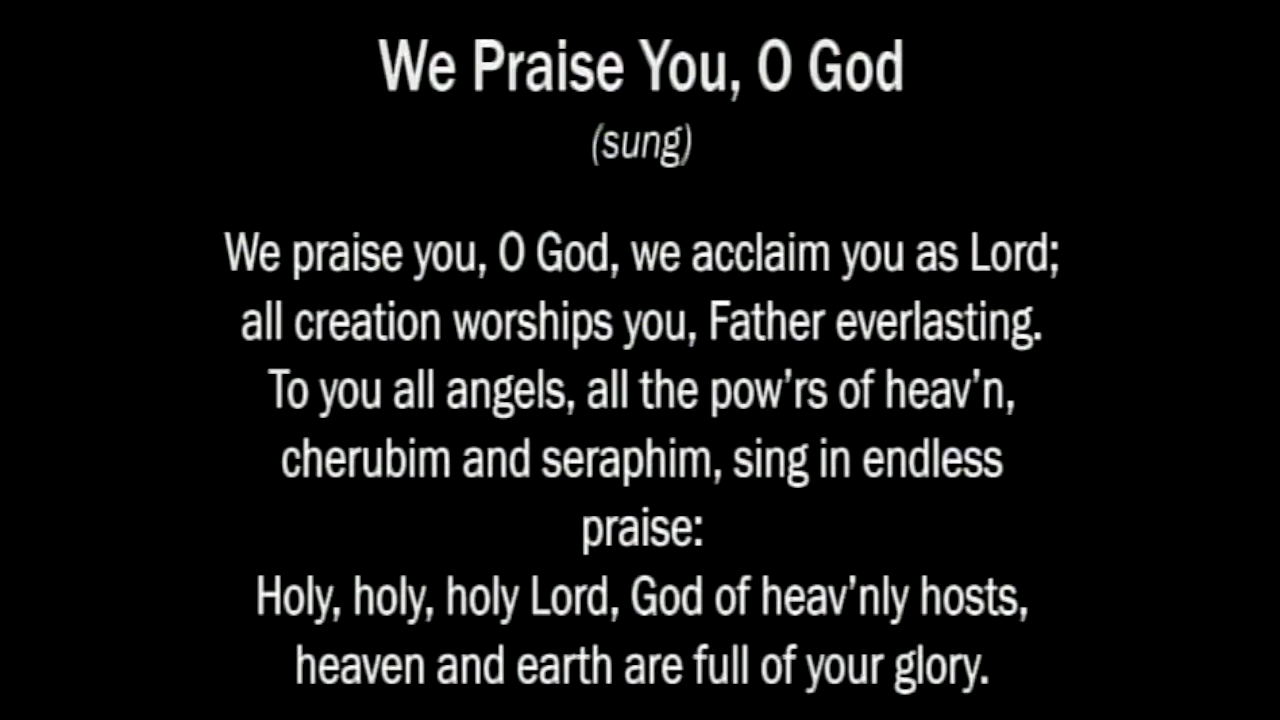 We Praise You, O God
(sung)
We praise you, O God, we acclaim you as Lord;
all creation worships you, Father everlasting.
To you all angels, all the pow’rs of heav’n,
cherubim and seraphim, sing in endless
praise:
Holy, holy, holy Lord, God of heav’nly hosts,
heaven and earth are full of your glory.